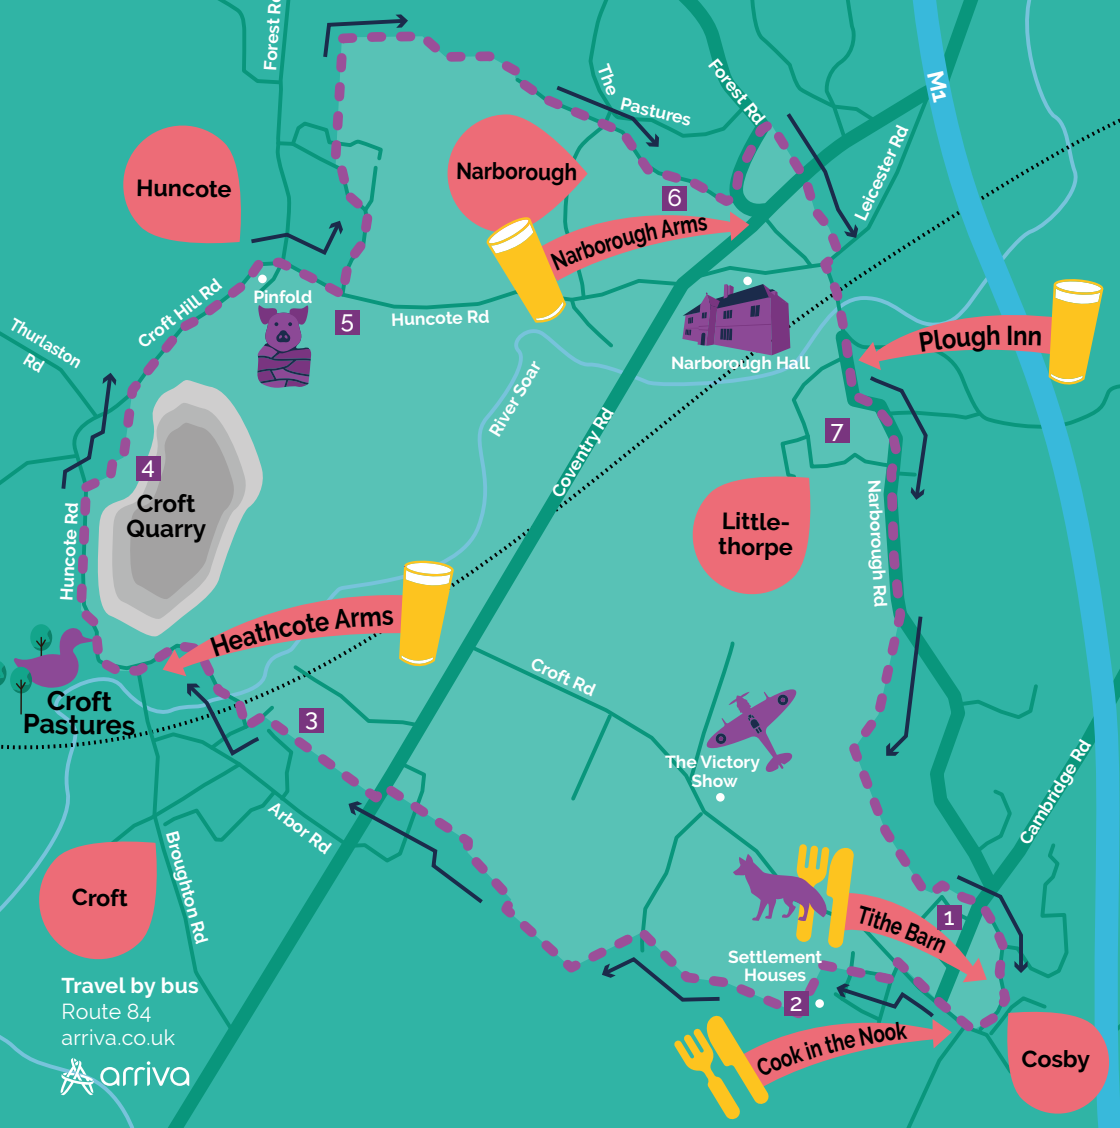 Forest Rd
M1
The Pastures
Forest Rd
Leicester Rd
Huncote
Narborough
6
Narborough Arms
Croft Hill Rd
Pinfold
5
Huncote Rd
Thurlaston
Rd
Narborough Hall
Plough Inn
River Soar
Coventry Rd
7
4
Croft
Quarry
Huncote Rd
Little-
thorpe
Narborough Rd
Heathcote Arms
Croft
Pastures
3
Croft Rd
The Victory
Show
Cambridge Rd
Arbor Rd
Broughton Rd
Croft
1
Tithe Barn
Settlement
Houses
2
Cook in the Nook
Cosby
Travel by bus
Route 84
arriva.co.uk
arriva